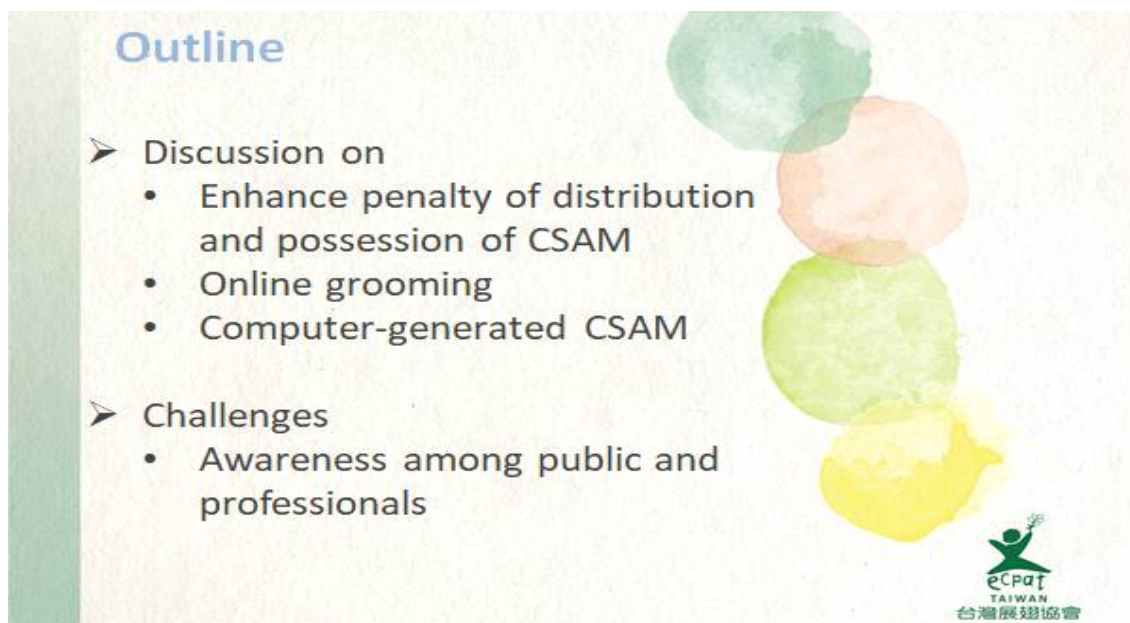 Outline
➢ Discussion on
• Enhance penalty of distribution
and possession of CSAM
• Online grooming
• Computer-generated CSAM
➢ Challenges
• Awareness among public and
professionals
eCPat
TAIWAN
台灣展翅協會